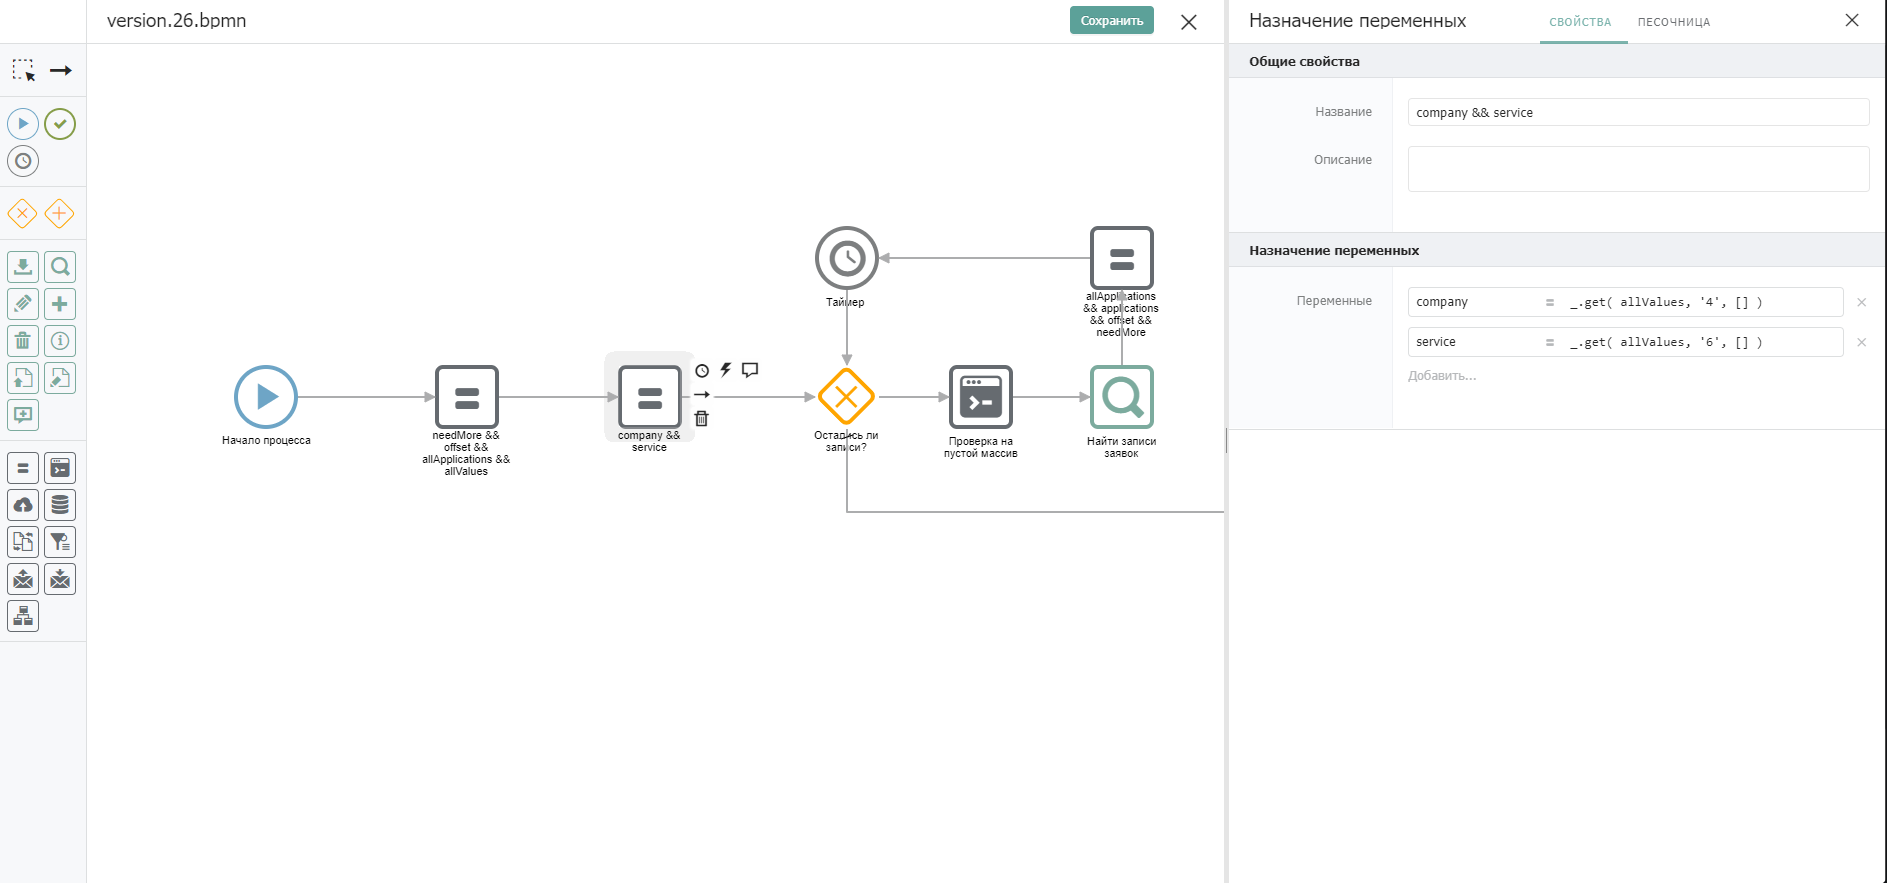 version.26.bpmn
Сохранить
Назначение переменных
СВОЙСТВА
ПЕСОЧНИЦА
Общие свойства
Название
company && service
Описание
Назначение переменных
Переменные
company = _.get( allValues, '4', [] )
service = _.get( allValues, '6', [] )
Добавить...
Таймер
allApplications
&& applications
&& offset &&
needMore
Начало процесса
needMore &&
offset &&
allApplications &&
allValues
company &&
service
Остались ли
записи?
Проверка на
пустой массив
Найти записи
заявок